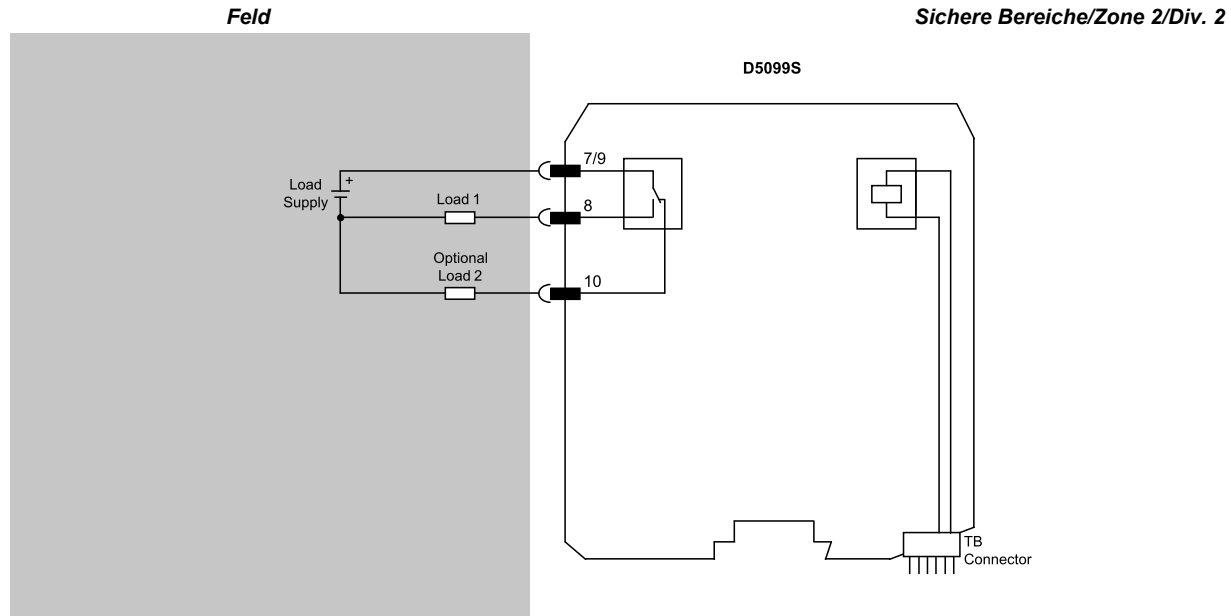 Feld
Sichere Bereiche/Zone 2/Div. 2
D5099S
7/9
+
Load
Supply
Load 1
8
Optional
Load 2
10
TB
Connector